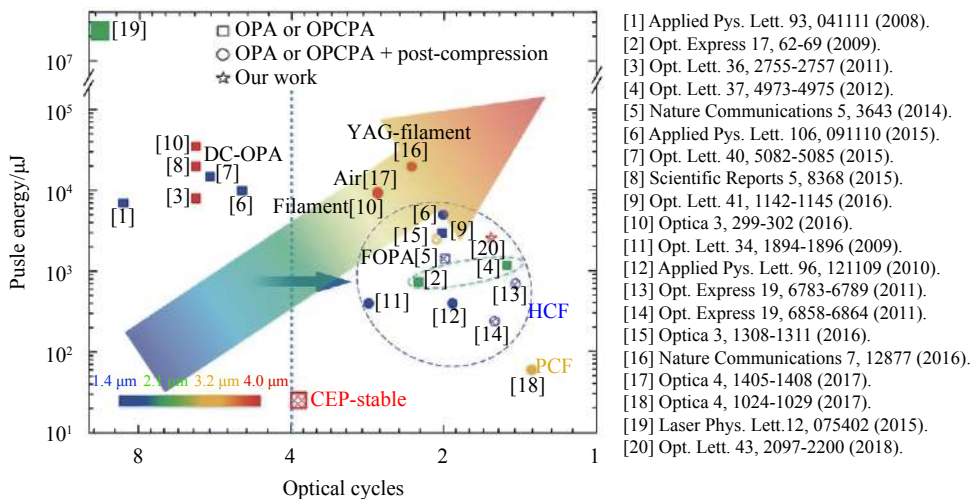 [19]
OPA or OPCPA
OPA or OPCPA + post-compression
Our work
10⁷
10⁵
10⁴
10³
10²
10¹
Pusle energy/μJ
YAG-filament
[16]
[10]
DC-OPA
[8]
[7]
Air[17]
[3]
[6]
Filament[10]
[1]
[6]
[15]
[9]
[20]
FOPA[5]
[4]
[2]
[13]
[11]
[12]
HCF
[14]
PCF
[18]
1.4 μm
2.1 μm
3.2 μm
4.0 μm
CEP-stable
8
4
2
1
Optical cycles
[1] Applied Pys. Lett. 93, 041111 (2008).
[2] Opt. Express 17, 62-69 (2009).
[3] Opt. Lett. 36, 2755-2757 (2011).
[4] Opt. Lett. 37, 4973-4975 (2012).
[5] Nature Communications 5, 3643 (2014).
[6] Applied Pys. Lett. 106, 091110 (2015).
[7] Opt. Lett. 40, 5082-5085 (2015).
[8] Scientific Reports 5, 8368 (2015).
[9] Opt. Lett. 41, 1142-1145 (2016).
[10] Optica 3, 299-302 (2016).
[11] Opt. Lett. 34, 1894-1896 (2009).
[12] Applied Pys. Lett. 96, 121109 (2010).
[13] Opt. Express 19, 6783-6789 (2011).
[14] Opt. Express 19, 6858-6864 (2011).
[15] Optica 3, 1308-1311 (2016).
[16] Nature Communications 7, 12877 (2016).
[17] Optica 4, 1405-1408 (2017).
[18] Optica 4, 1024-1029 (2017).
[19] Laser Phys. Lett.12, 075402 (2015).
[20] Opt. Lett. 43, 2097-2200 (2018).